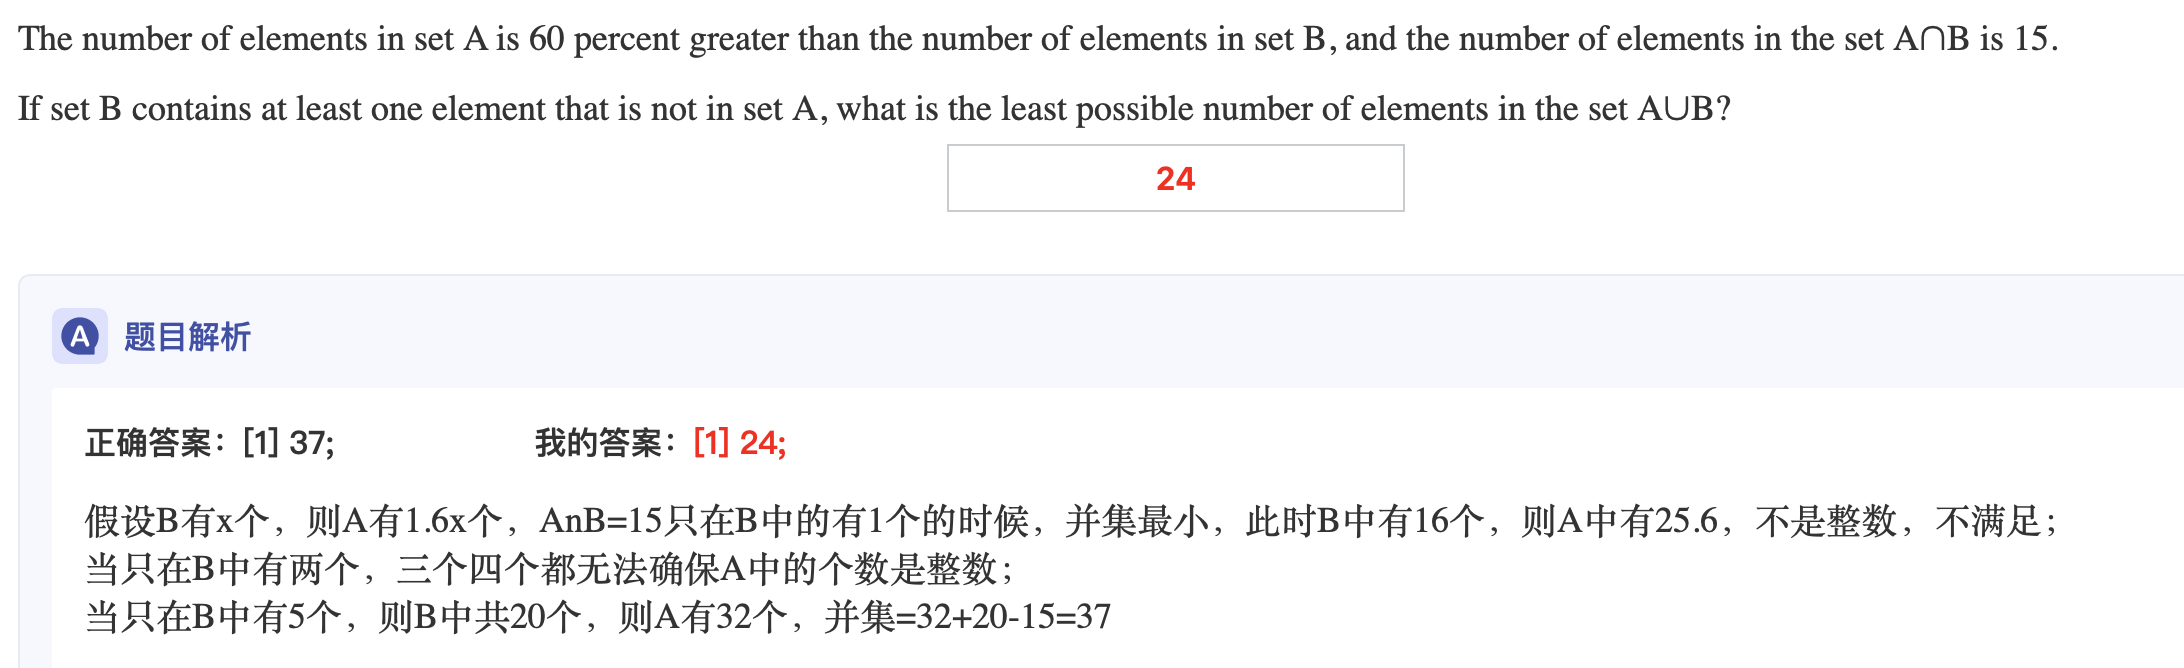 The number of elements in set A is 60 percent greater than the number of elements in set B, and the number of elements in the set A∩B is 15.
If set B contains at least one element that is not in set A, what is the least possible number of elements in the set A∪B?
24
A 题目解析
正确答案：[1] 37; 我的答案：[1] 24;
假设B有x个，则A有1.6x个，AnB=15只在B中的有1个的时候，并集最小，此时B中有16个，则A中有25.6，不是整数，不满足；
当只在B中有两个，三个四个都无法确保A中的个数是整数；
当只在B中有5个，则B中共20个，则A有32个，并集=32+20-15=37